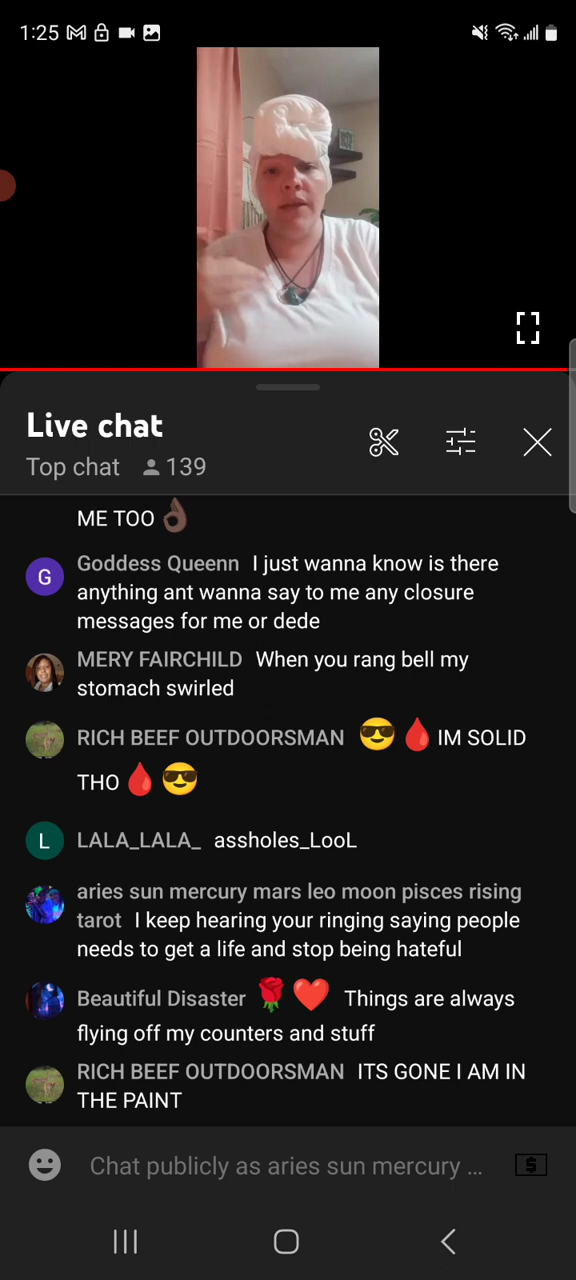 1:25
Live chat
Top chat 139
ME TOO 👌🏿
G
Goddess Queenn I just wanna know is there
anything ant wanna say to me any closure
messages for me or dede
MERY FAIRCHILD When you rang bell my
stomach swirled
RICH BEEF OUTDOORSMAN 😎🩸IM SOLID
THO🩸😎
L
LALA_LALA_ assholes_LooL
aries sun mercury mars leo moon pisces rising
tarot I keep hearing your ringing saying people
needs to get a life and stop being hateful
Beautiful Disaster 🌹❤️ Things are always
flying off my counters and stuff
RICH BEEF OUTDOORSMAN ITS GONE I AM IN
THE PAINT
Chat publicly as aries sun mercury ...
$